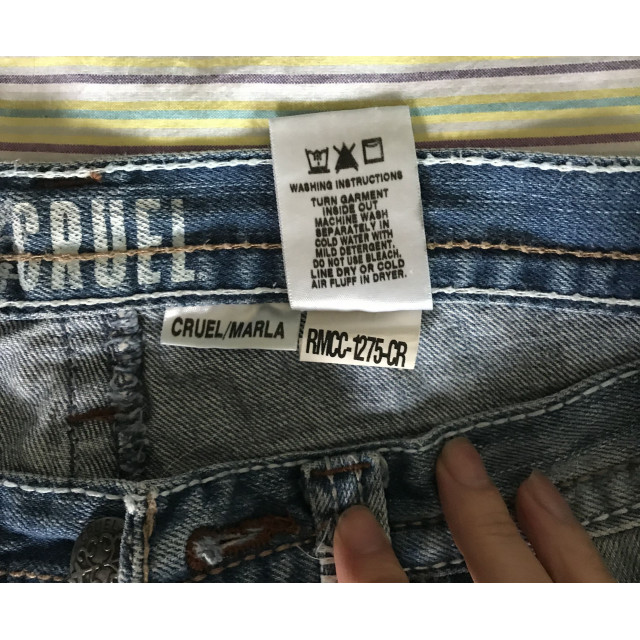 WASHING INSTRUCTIONS
TURN GARMENT
INSIDE OUT
MACHINE WASH
SEPARATELY IN
COLD WATER WITH
MILD DETERGENT,
DO NOT USE BLEACH,
LINE DRY OR COLD
AIR FLUFF IN DRYER.
CRUEL
CRUEL/MARLA
RMCC-1275-CR